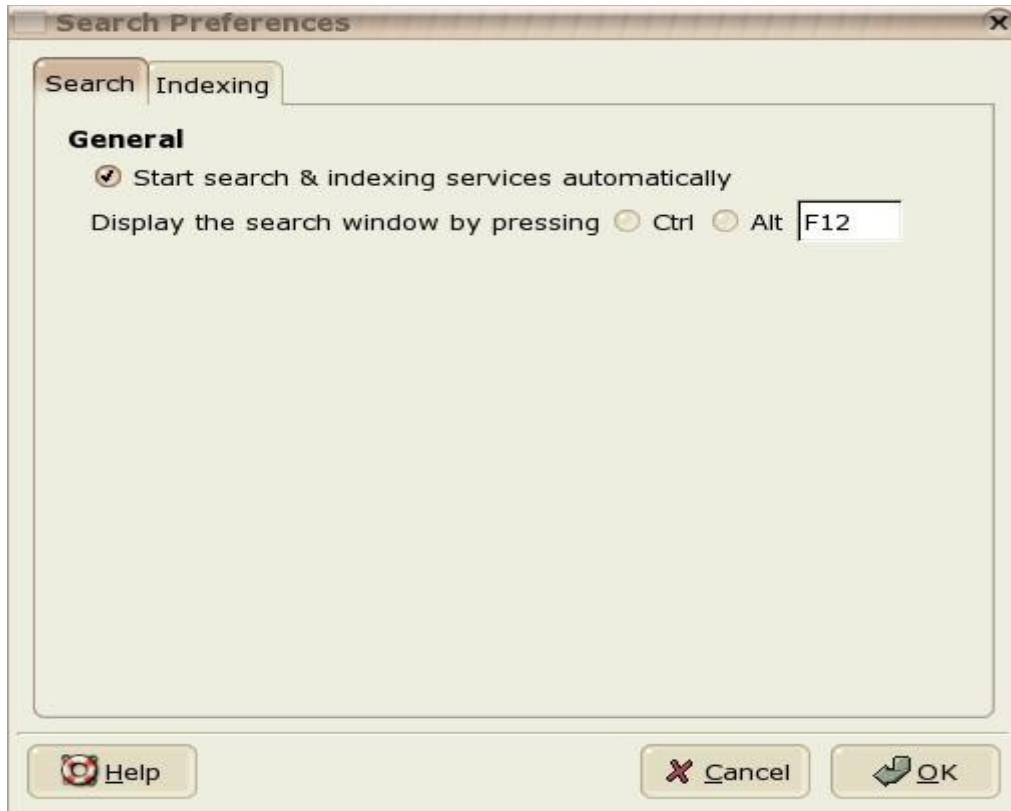 Search Preferences
Search Indexing
General
Start search & indexing services automatically
Display the search window by pressing Ctrl Alt F12
Help Cancel OK